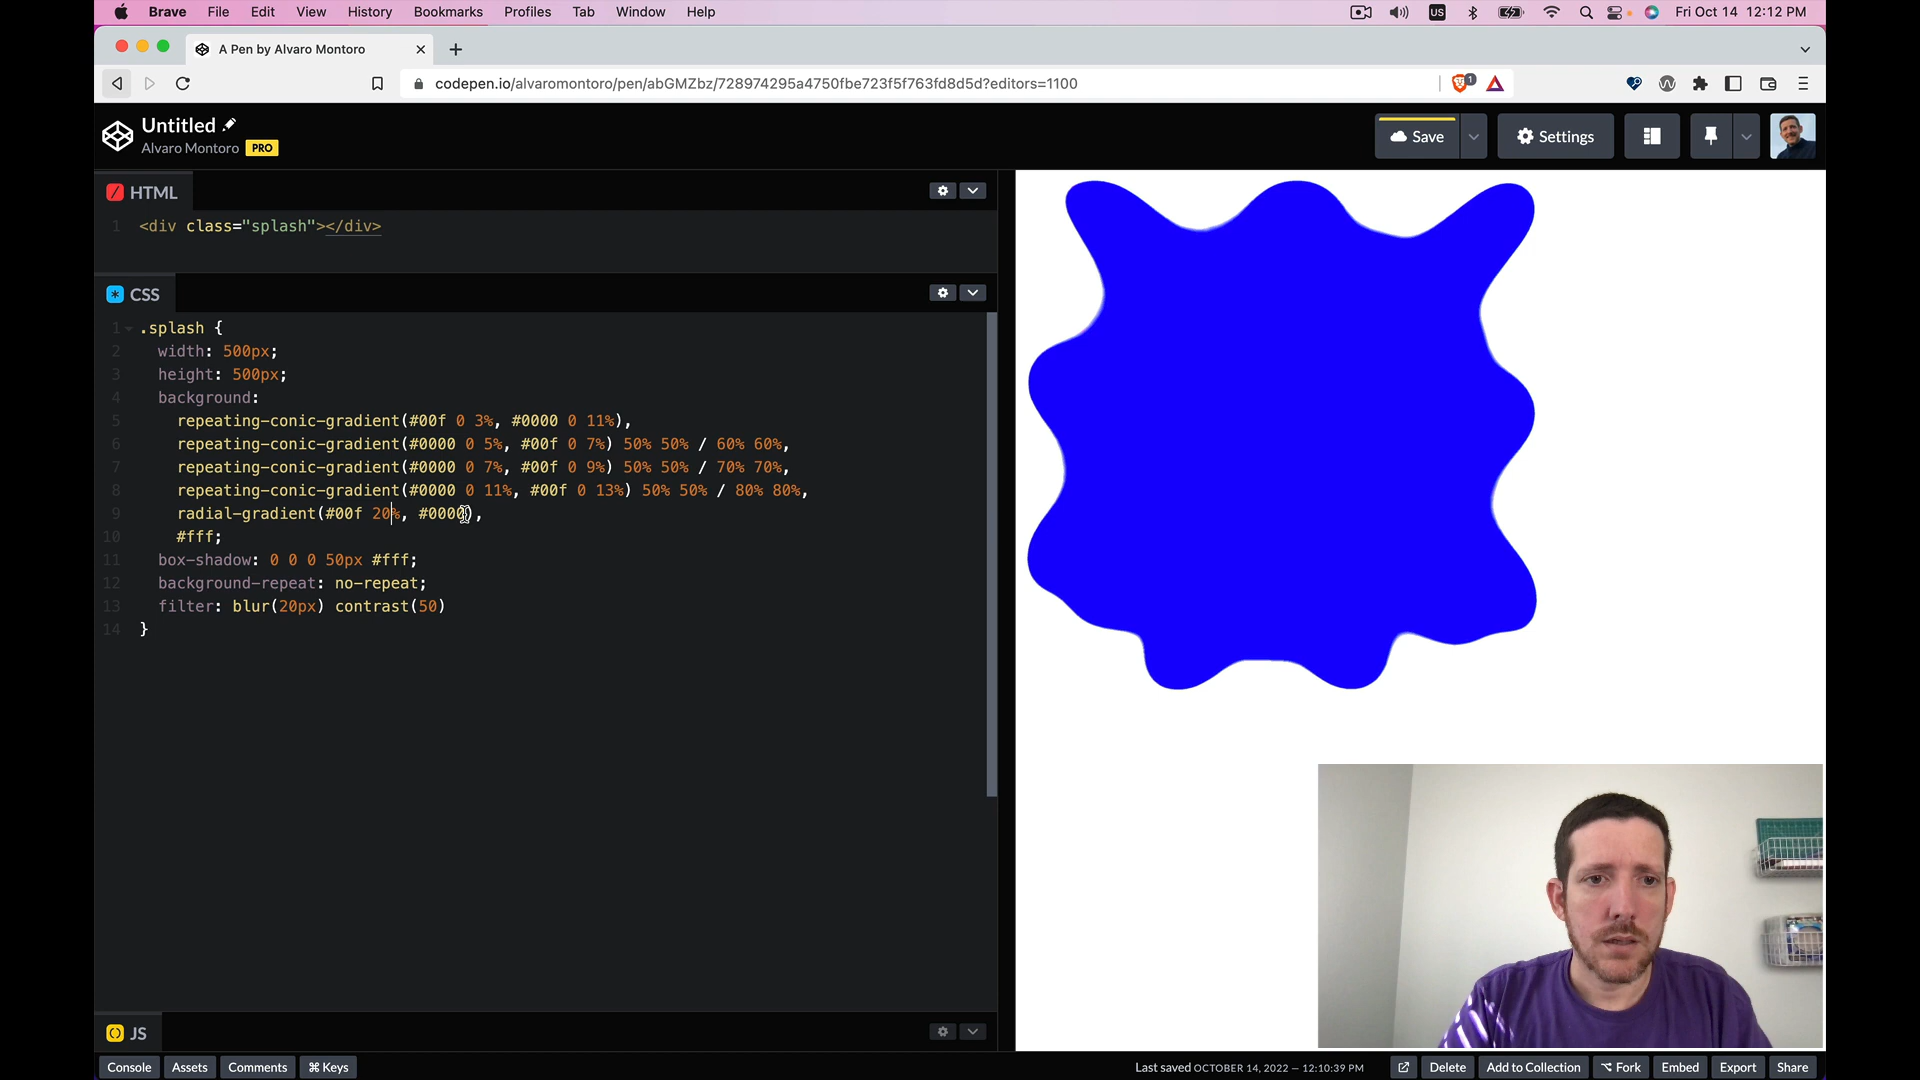 Brave File Edit View History Bookmarks Profiles Tab Window Help US Fri Oct 14 12:12 PM
A Pen by Alvaro Montoro
codepen.io/alvaromontoro/pen/abGMZbz/728974295a4750fbe723f5f763fd8d5d?editors=1100 1
Untitled
Alvaro Montoro PRO
Save Settings
HTML
1 <div class="splash"></div>
CSS
1 .splash {
2 width: 500px;
3 height: 500px;
4 background:
5 repeating-conic-gradient(#00f 0 3%, #0000 0 11%),
6 repeating-conic-gradient(#0000 0 5%, #00f 0 7%) 50% 50% / 60% 60%,
7 repeating-conic-gradient(#0000 0 7%, #00f 0 9%) 50% 50% / 70% 70%,
8 repeating-conic-gradient(#0000 0 11%, #00f 0 13%) 50% 50% / 80% 80%,
9 radial-gradient(#00f 20%, #0000),
10 #fff;
11 box-shadow: 0 0 0 50px #fff;
12 background-repeat: no-repeat;
13 filter: blur(20px) contrast(50)
14 }
JS
Console Assets Comments ⌘ Keys Last saved OCTOBER 14, 2022 — 12:10:39 PM Delete Add to Collection Fork Embed Export Share